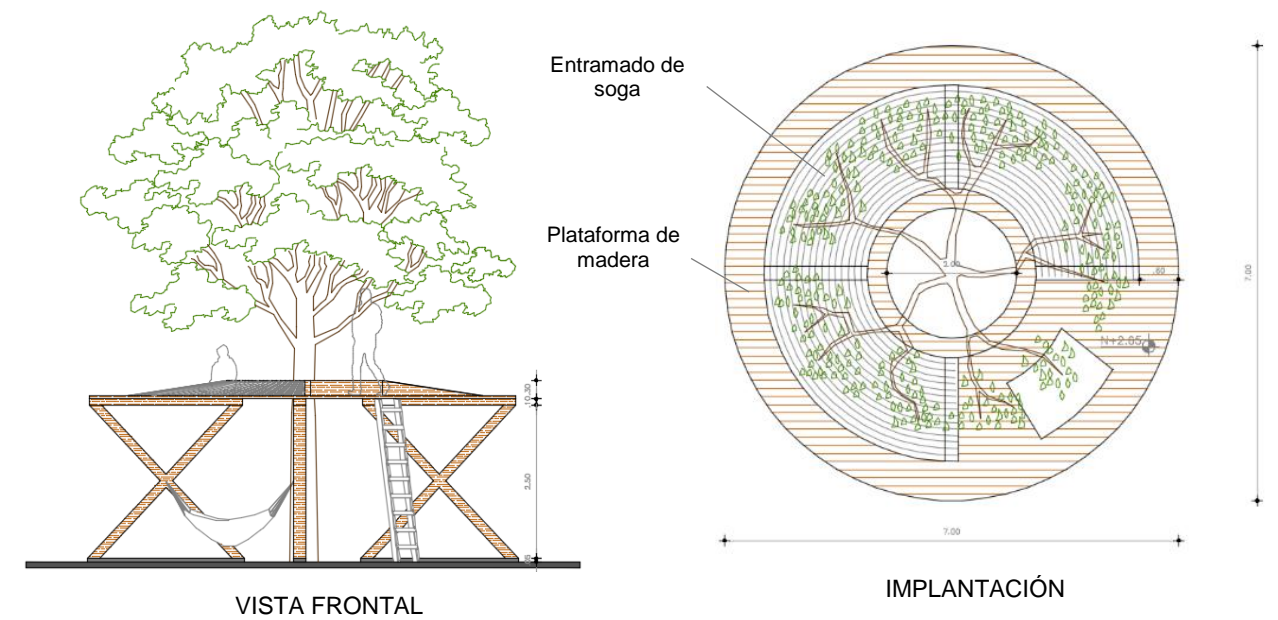 Entramado de
soga
Plataforma de
madera
2.00
.60
7.00
N+2.65
7.00
.10.30
2.50
.05
VISTA FRONTAL
IMPLANTACIÓN